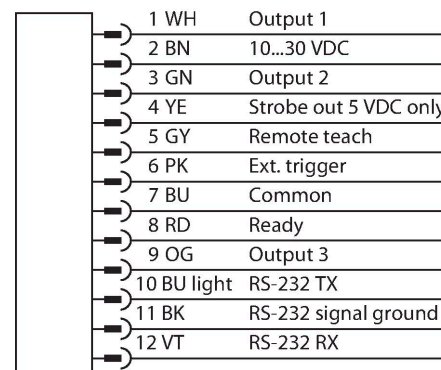 1 WH Output 1
2 BN 10...30 VDC
3 GN Output 2
4 YE Strobe out 5 VDC only
5 GY Remote teach
6 PK Ext. trigger
7 BU Common
8 RD Ready
9 OG Output 3
10 BU light RS-232 TX
11 BK RS-232 signal ground
12 VT RS-232 RX